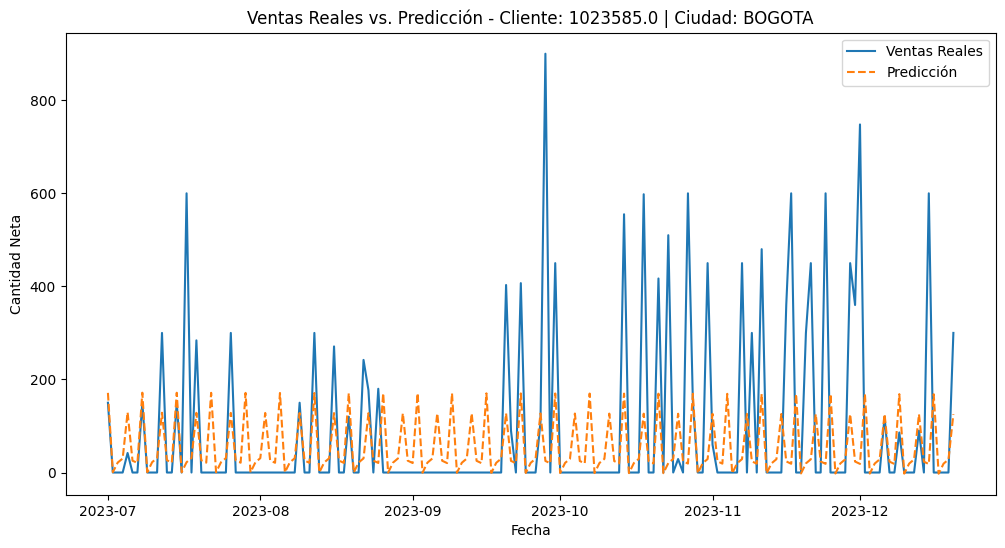 Ventas Reales vs. Predicción - Cliente: 1023585.0 | Ciudad: BOGOTA
Ventas Reales
Predicción
Cantidad Neta
800
600
400
200
0
2023-07
2023-08
2023-09
2023-10
2023-11
2023-12
Fecha